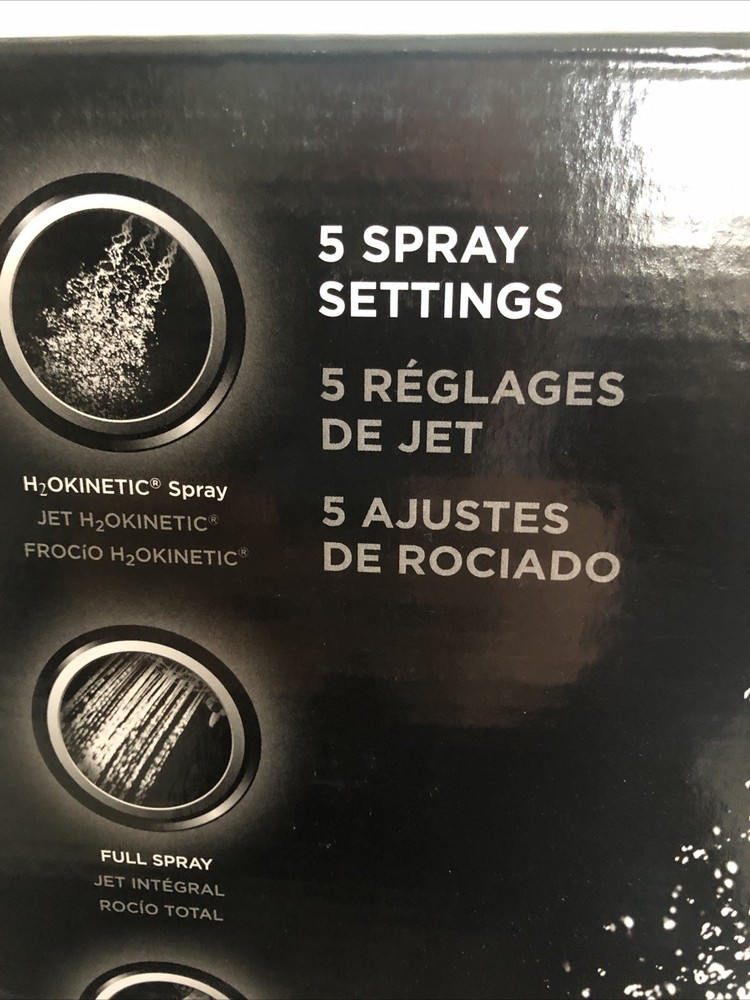 5 SPRAY
SETTINGS
5 RÉGLAGES
DE JET
5 AJUSTES
DE ROCIADO
H₂OKINETIC® Spray
JET H₂OKINETIC®
FROCÍO H₂OKINETIC®
FULL SPRAY
JET INTÉGRAL
ROCÍO TOTAL